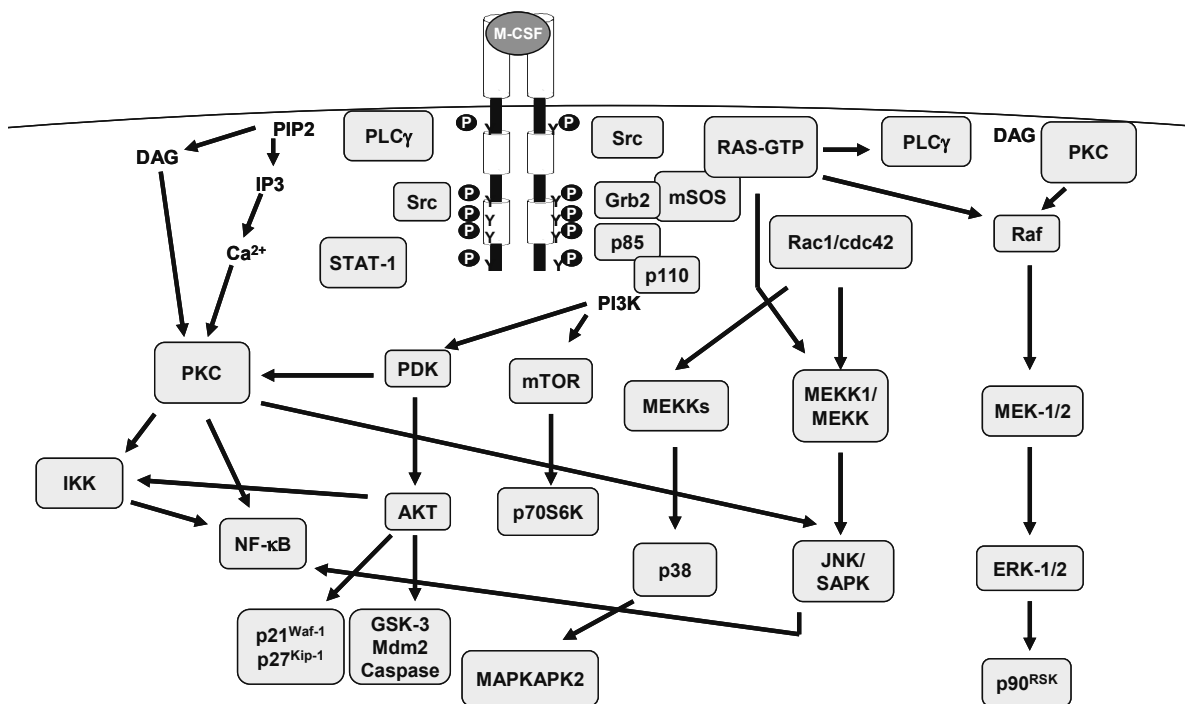 M-CSF
P
Y
Y
P
PIP2
PLCγ
Src
RAS-GTP
PLCγ
DAG
PKC
DAG
IP3
Src
P
Y
Y
P
P
Y
Y
P
P
Y
Y
P
Grb2
mSOS
Raf
Ca²⁺
STAT-1
P
Y
Y
P
p85
p110
Rac1/cdc42
PI3K
PKC
PDK
mTOR
MEKKs
MEKK1/
MEKK
MEK-1/2
IKK
AKT
p70S6K
NF-κB
p38
JNK/
SAPK
ERK-1/2
p21ᵂᵃᶠ⁻¹
p27ᴷⁱᵖ⁻¹
GSK-3
Mdm2
Caspase
MAPKAPK2
p90ᴿˢᴷ